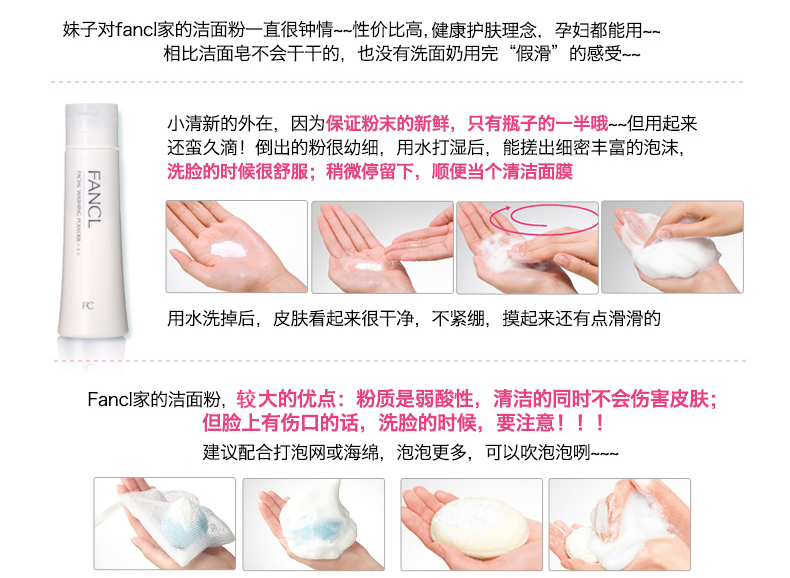 妹子对fancl家的洁面粉一直很钟情~~性价比高,健康护肤理念，孕妇都能用~~
相比洁面皂不会干干的，也没有洗面奶用完“假滑”的感受~~
小清新的外在，因为保证粉末的新鲜，只有瓶子的一半哦~~但用起来
还蛮久滴！倒出的粉很幼细，用水打湿后，能搓出细密丰富的泡沫，
洗脸的时候很舒服；稍微停留下，顺便当个清洁面膜
FANCL
FACIAL WASHING POWDER < I >
FC
用水洗掉后，皮肤看起来很干净，不紧绷，摸起来还有点滑滑的
Fancl家的洁面粉，较大的优点：粉质是弱酸性，清洁的同时不会伤害皮肤；
但脸上有伤口的话，洗脸的时候，要注意！！！
建议配合打泡网或海绵，泡泡更多，可以吹泡泡咧~~~